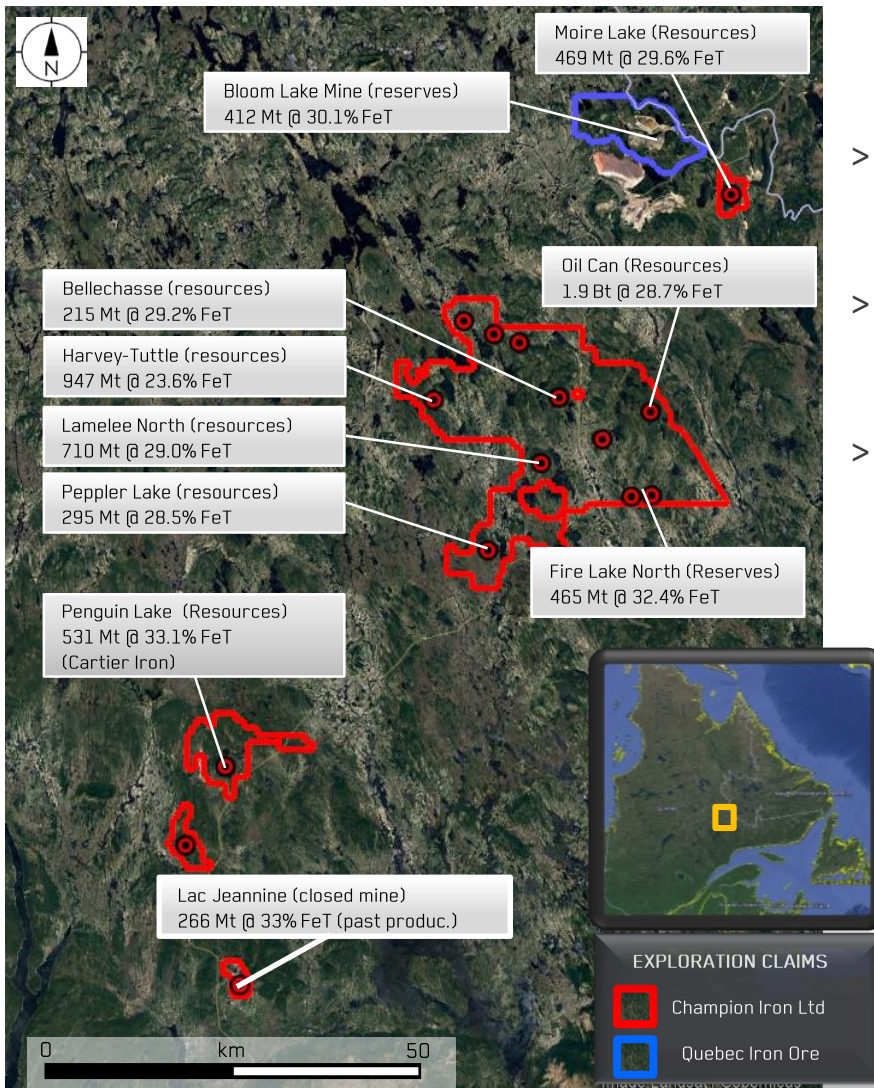 N
Moire Lake (Resources)
469 Mt @ 29.6% FeT
Bloom Lake Mine (reserves)
412 Mt @ 30.1% FeT
>
>
>
Oil Can (Resources)
1.9 Bt @ 28.7% FeT
Bellechasse (resources)
215 Mt @ 29.2% FeT
Harvey-Tuttle (resources)
947 Mt @ 23.6% FeT
Lamelee North (resources)
710 Mt @ 29.0% FeT
Peppler Lake (resources)
295 Mt @ 28.5% FeT
Fire Lake North (Reserves)
465 Mt @ 32.4% FeT
Penguin Lake (Resources)
531 Mt @ 33.1% FeT
(Cartier Iron)
Lac Jeannine (closed mine)
266 Mt @ 33% FeT (past produc.)
EXPLORATION CLAIMS
Champion Iron Ltd
Quebec Iron Ore
0 km 50